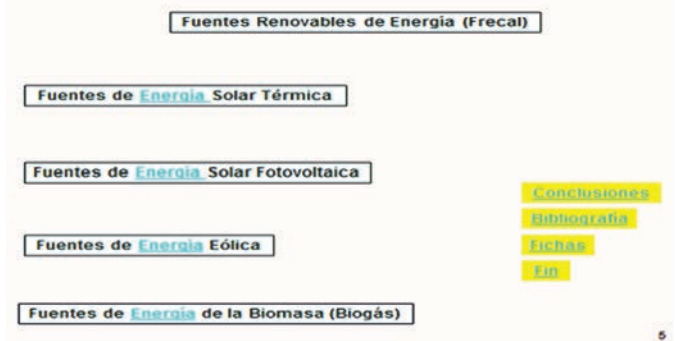 Fuentes Renovables de Energía (Frecal)
Fuentes de Energía Solar Térmica
Fuentes de Energía Solar Fotovoltaica
Fuentes de Energía Eólica
Fuentes de Energía de la Biomasa (Biogás)
Conclusiones
Bibliografía
Fichas
Fin
5